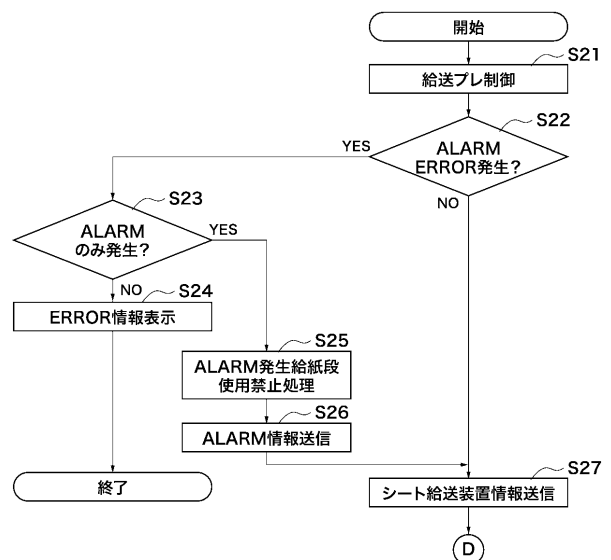 開始
S21
給送プレ制御
S22
ALARM
ERROR発生?
YES
NO
S23
ALARM
のみ発生?
YES
NO
S24
ERROR情報表示
S25
ALARM発生給紙段
使用禁止処理
S26
ALARM情報送信
終了
S27
シート給送装置情報送信
D